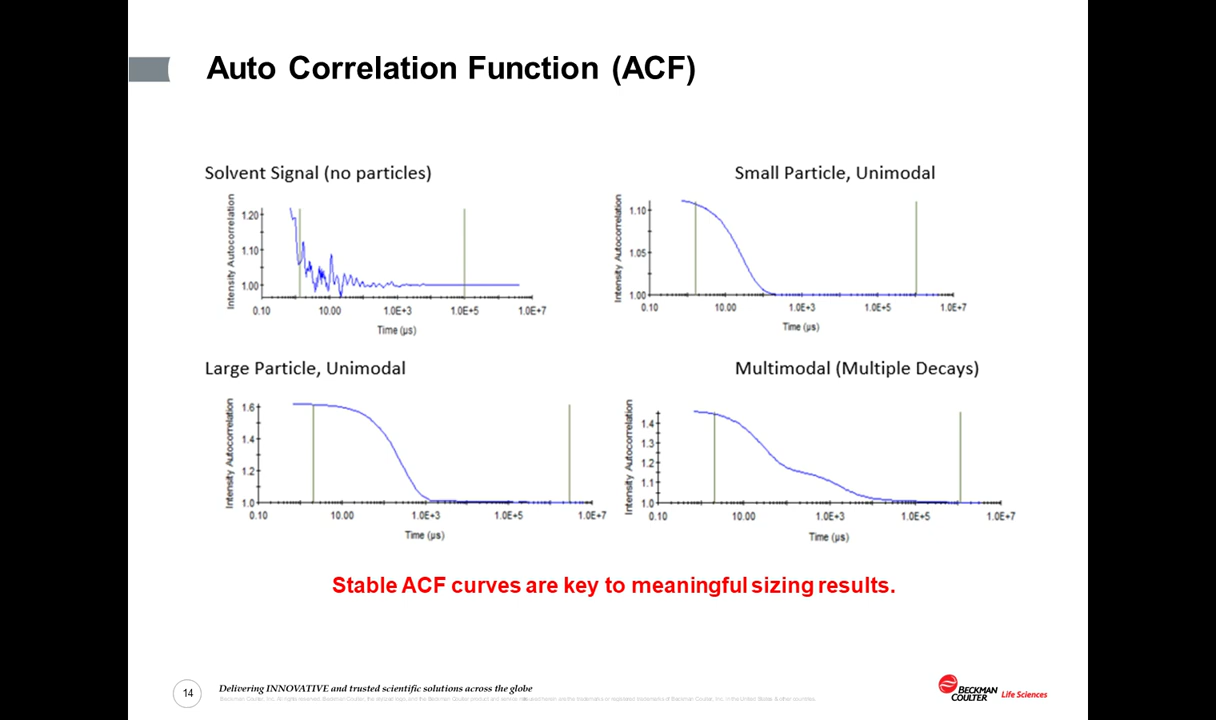 Auto Correlation Function (ACF)
Solvent Signal (no particles)
Intensity Autocorrelation
1.20
1.10
1.00
0.10 10.00 1.0E+3 1.0E+5 1.0E+7
Time (µs)
Small Particle, Unimodal
Intensity Autocorrelation
1.10
1.05
1.00
0.10 10.00 1.0E+3 1.0E+5 1.0E+7
Time (µs)
Large Particle, Unimodal
Intensity Autocorrelation
1.6
1.4
1.2
1.0
0.10 10.00 1.0E+3 1.0E+5 1.0E+7
Time (µs)
Multimodal (Multiple Decays)
Intensity Autocorrelation
1.4
1.3
1.2
1.1
1.0
0.10 10.00 1.0E+3 1.0E+5 1.0E+7
Time (µs)
Stable ACF curves are key to meaningful sizing results.
14
Delivering INNOVATIVE and trusted scientific solutions across the globe
BECKMAN
COULTER Life Sciences